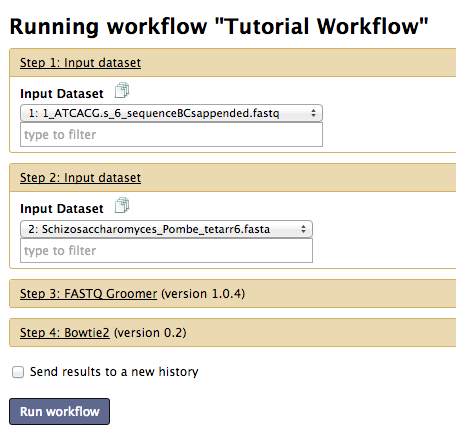 Running workflow "Tutorial Workflow"
Step 1: Input dataset
Input Dataset
1: 1_ATCACG.s_6_sequenceBCsappended.fastq
type to filter
Step 2: Input dataset
Input Dataset
2: Schizosaccharomyces_Pombe_tetarr6.fasta
type to filter
Step 3: FASTQ Groomer (version 1.0.4)
Step 4: Bowtie2 (version 0.2)
Send results to a new history
Run workflow